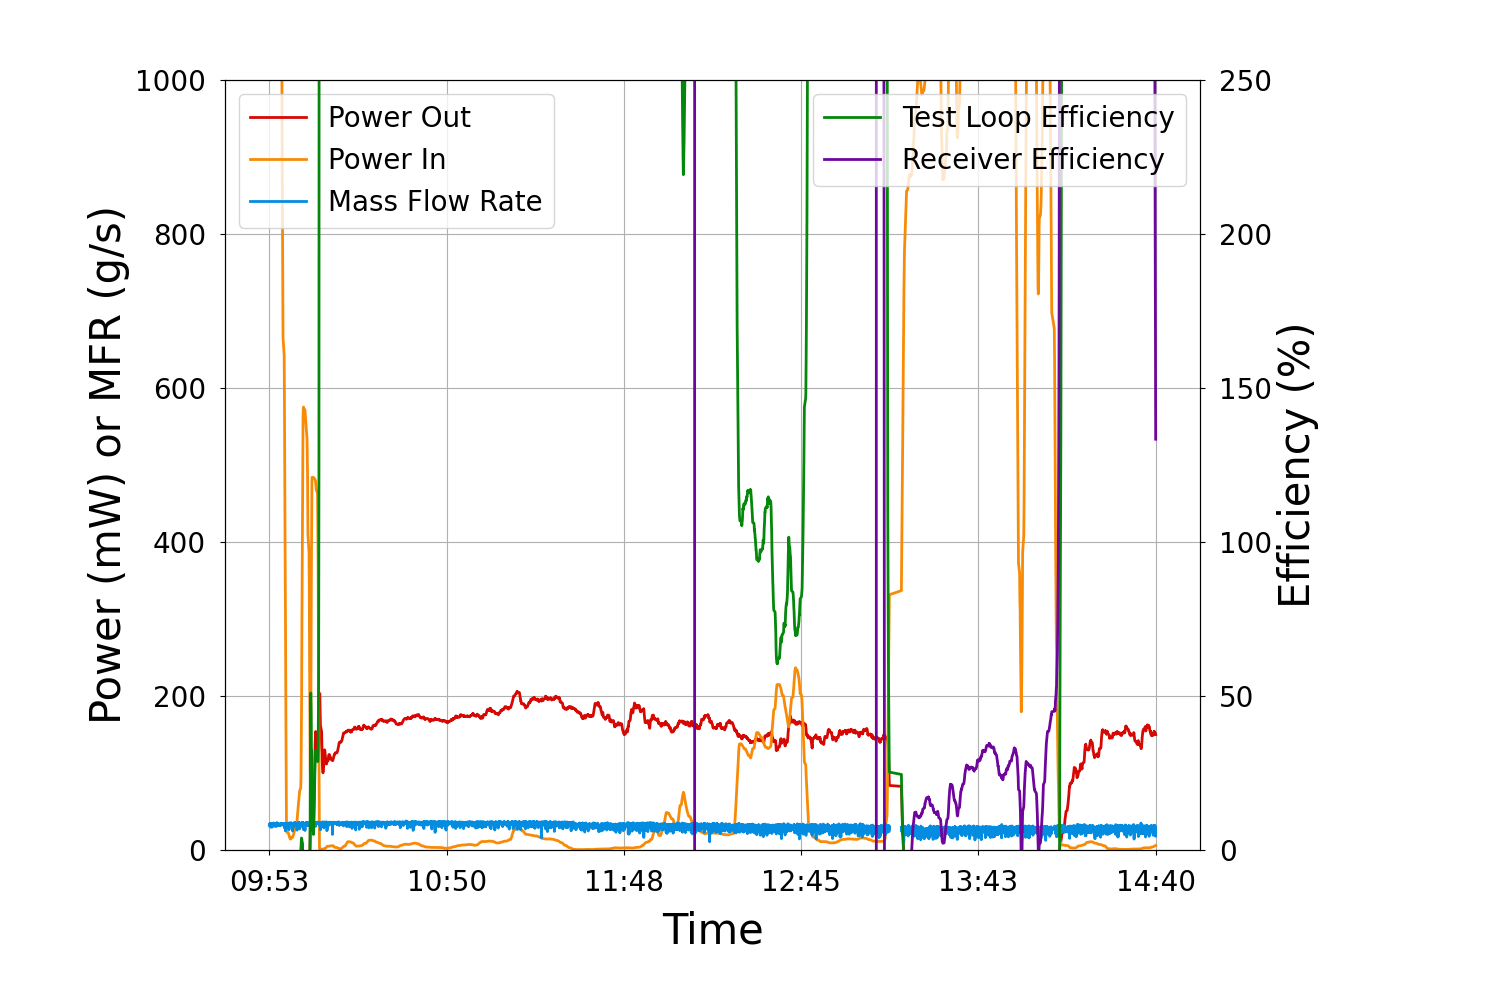 1000
800
600
400
200
0
Power (mW) or MFR (g/s)
Power Out
Power In
Mass Flow Rate
Test Loop Efficiency
Receiver Efficiency
250
200
150
100
50
0
Efficiency (%)
09:53 10:50 11:48 12:45 13:43 14:40
Time